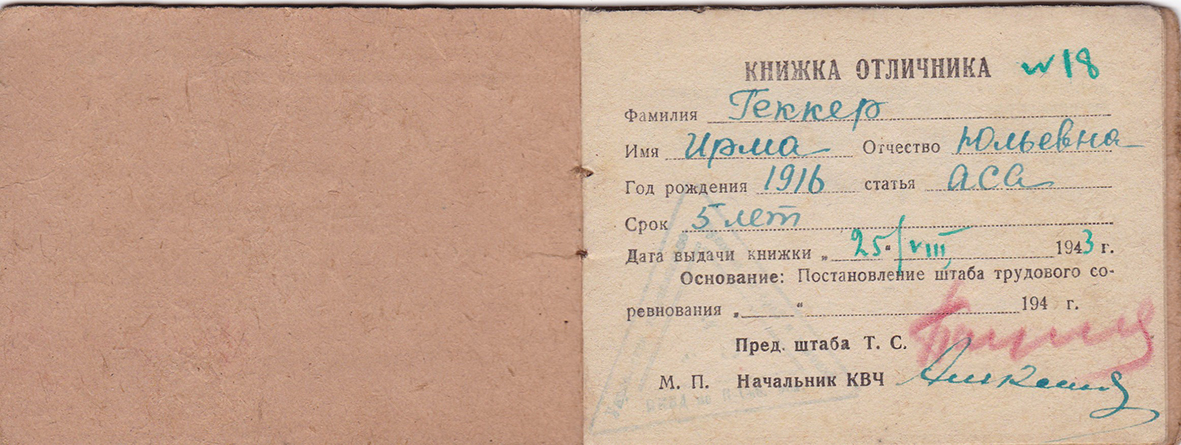 КНИЖКА ОТЛИЧНИКА №18
Фамилия Геккер
Имя Ирма Отчество Юльевна
Год рождения 1916 статья аса
Срок 5 лет
Дата выдачи книжки „25“/VIII, 1943 г.
Основание: Постановление штаба трудового со-
ревнования „ “ 194 г.
Пред. штаба Т. С.
М. П. Начальник КВЧ